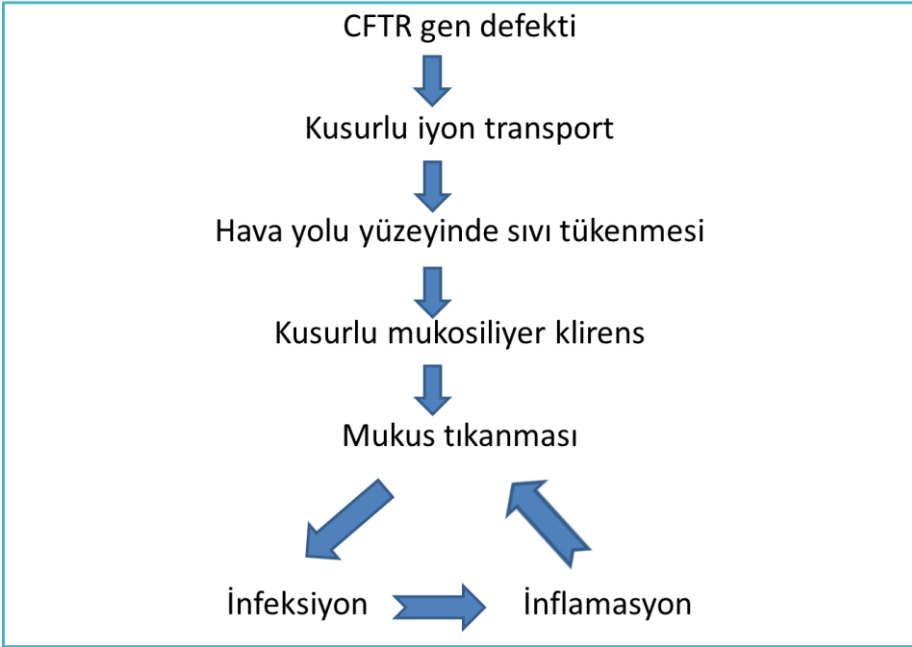 CFTR gen defekti
Kusurlu iyon transport
Hava yolu yüzeyinde sıvı tükenmesi
Kusurlu mukosiliyer klirens
Mukus tıkanması
İnfeksiyon
İnflamasyon